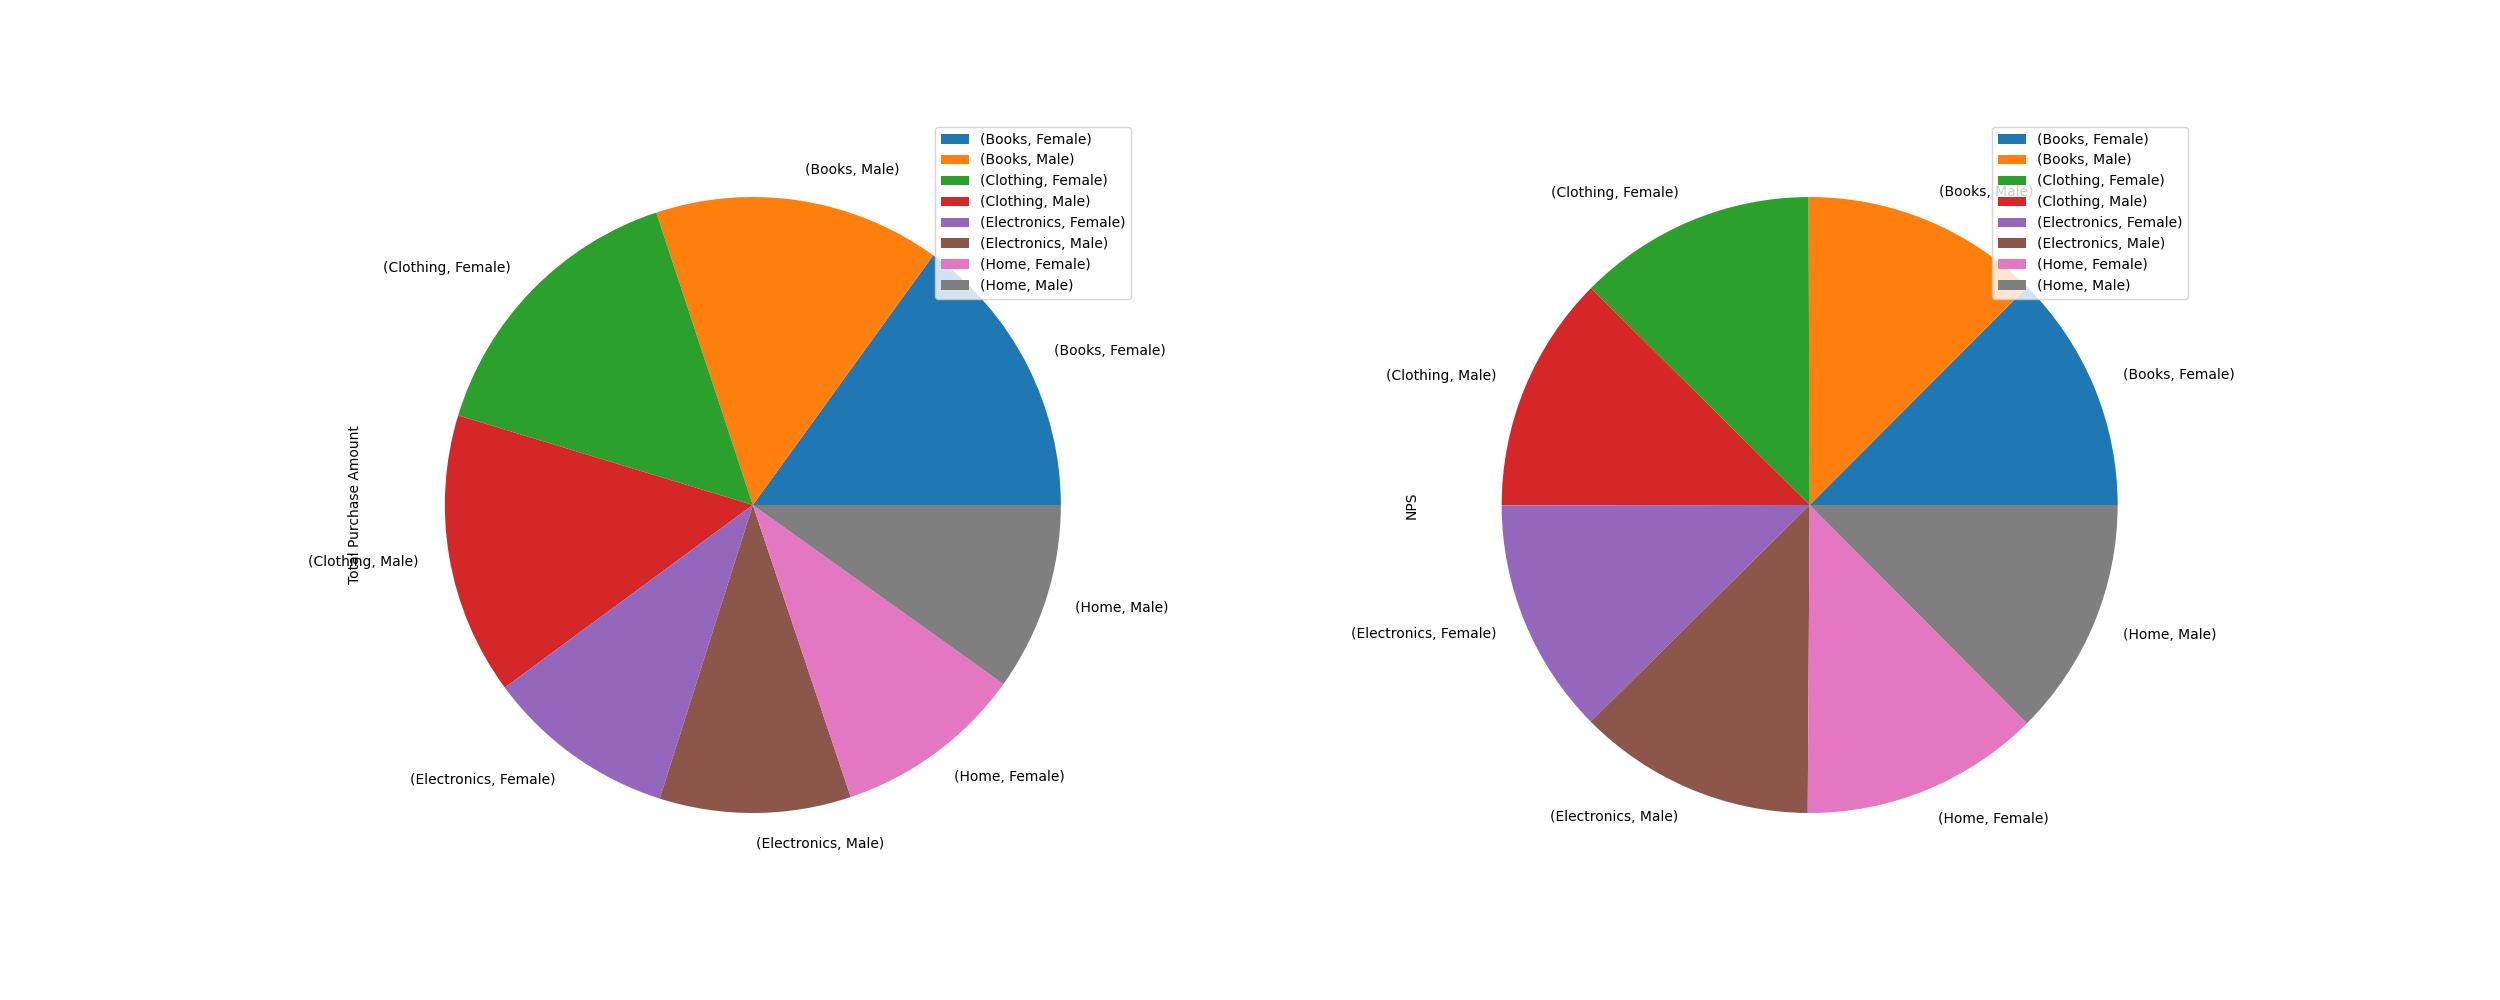 (Books, Female)
(Books, Male)
(Clothing, Female)
(Clothing, Male)
(Electronics, Female)
(Electronics, Male)
(Home, Female)
(Home, Male)
(Books, Male)
(Clothing, Female)
(Books, Female)
Total Purchase Amount
(Clothing, Male)
(Home, Male)
(Electronics, Female)
(Home, Female)
(Electronics, Male)
(Books, Female)
(Books, Male)
(Clothing, Female)
(Clothing, Male)
(Electronics, Female)
(Electronics, Male)
(Home, Female)
(Home, Male)
(Clothing, Female)
(Books, Male)
(Clothing, Male)
(Books, Female)
NPS
(Electronics, Female)
(Home, Male)
(Electronics, Male)
(Home, Female)